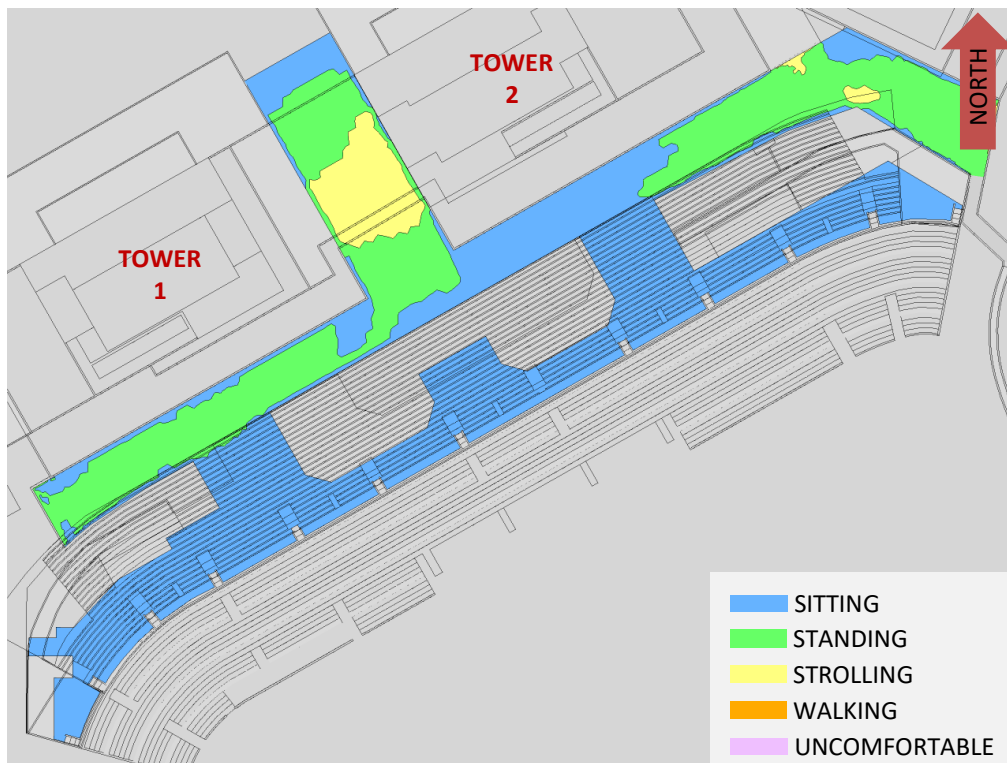 TOWER
2
NORTH
TOWER
1
SITTING
STANDING
STROLLING
WALKING
UNCOMFORTABLE